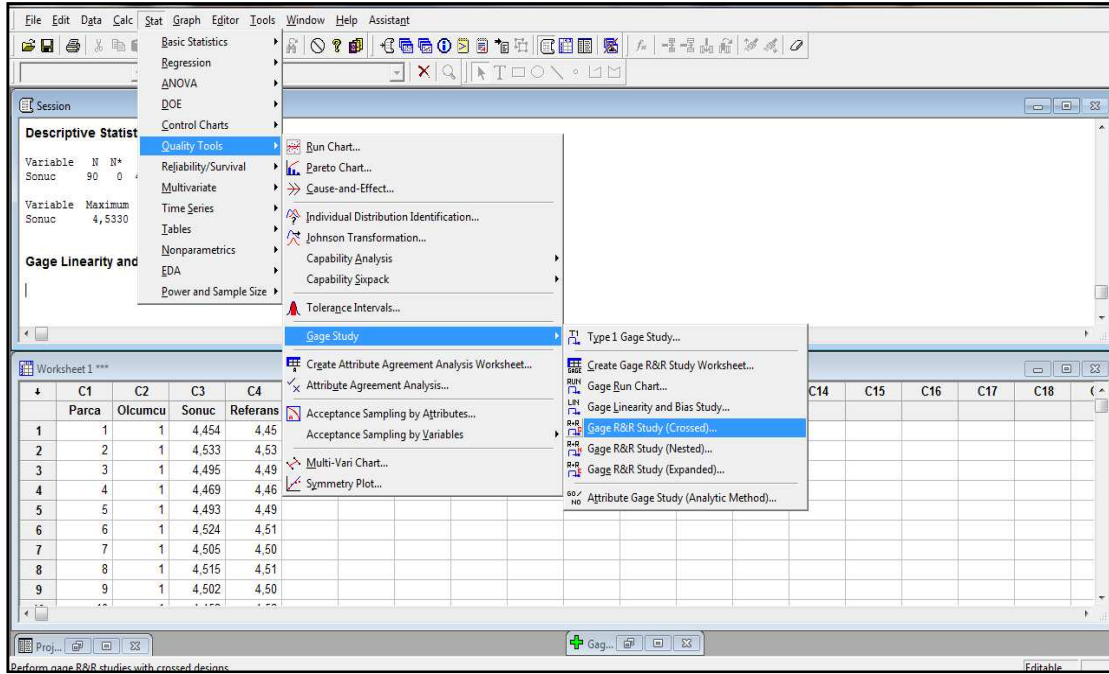 File Edit Data Calc Stat Graph Editor Tools Window Help Assistant
Basic Statistics
Regression
ANOVA
DOE
Control Charts
Quality Tools
Reliability/Survival
Multivariate
Time Series
Tables
Nonparametrics
EDA
Power and Sample Size
Run Chart...
Pareto Chart...
Cause-and-Effect...
Individual Distribution Identification...
Johnson Transformation...
Capability Analysis
Capability Sixpack
Tolerance Intervals...
Gage Study
Create Attribute Agreement Analysis Worksheet...
Attribute Agreement Analysis...
Acceptance Sampling by Attributes...
Acceptance Sampling by Variables
Multi-Vari Chart...
Symmetry Plot...
Type 1 Gage Study...
Create Gage R&R Study Worksheet...
Gage Run Chart...
Gage Linearity and Bias Study...
Gage R&R Study (Crossed)...
Gage R&R Study (Nested)...
Gage R&R Study (Expanded)...
Attribute Gage Study (Analytic Method)...
Session
Descriptive Statist
Variable N N*
Sonuc 90 0
Variable Maximum
Sonuc 4,5330
Gage Linearity and
Worksheet 1 ***
C1 C2 C3 C4 C14 C15 C16 C17 C18
Parca Olcumcu Sonuc Referans
1 1 1 4,454 4,45
2 2 1 4,533 4,53
3 3 1 4,495 4,49
4 4 1 4,469 4,46
5 5 1 4,493 4,49
6 6 1 4,524 4,51
7 7 1 4,505 4,50
8 8 1 4,515 4,51
9 9 1 4,502 4,50
Proj... Gag...
Perform gage R&R studies with crossed designs Editable